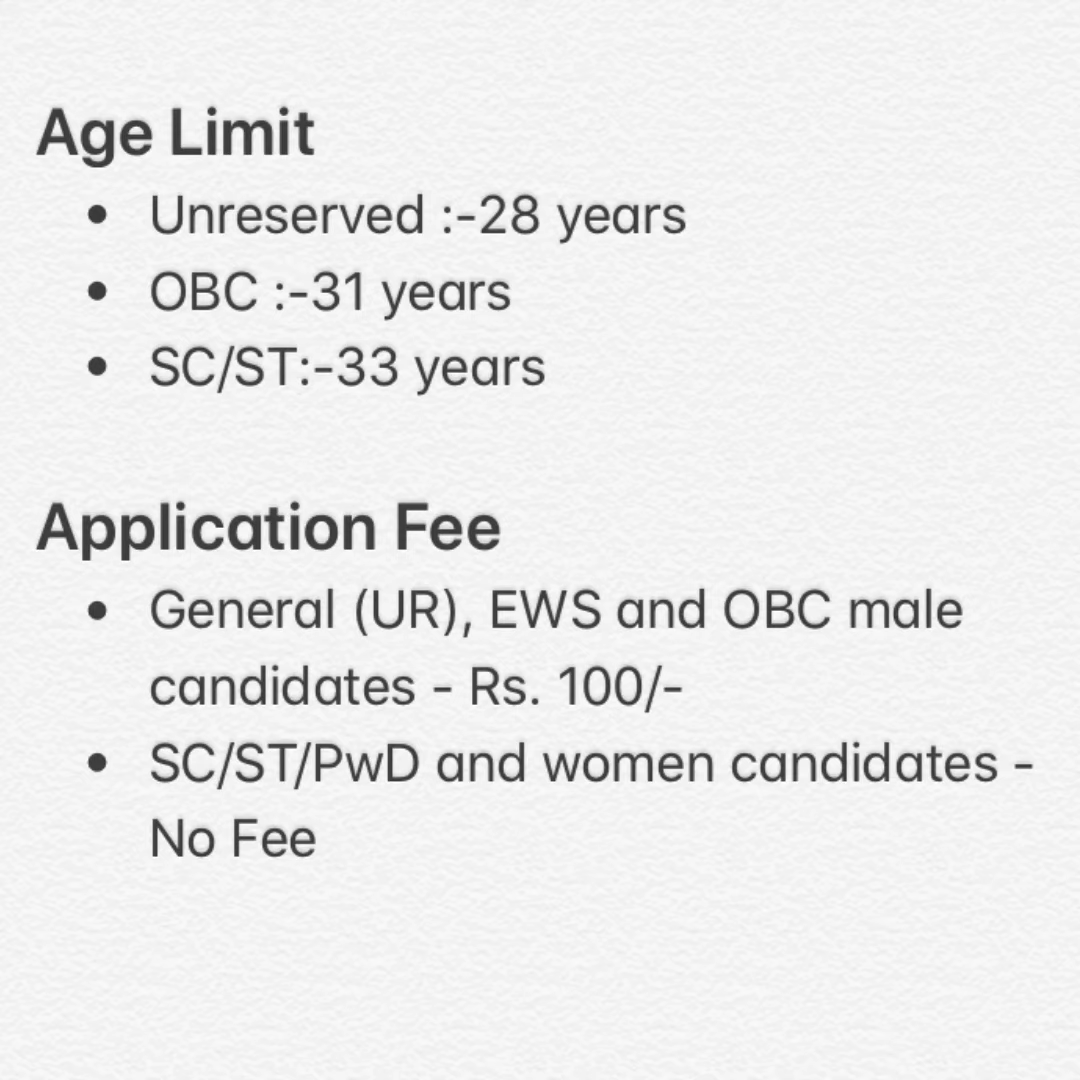 Age Limit
• Unreserved :-28 years
• OBC :-31 years
• SC/ST:-33 years
Application Fee
• General (UR), EWS and OBC male
candidates - Rs. 100/-
• SC/ST/PwD and women candidates -
No Fee